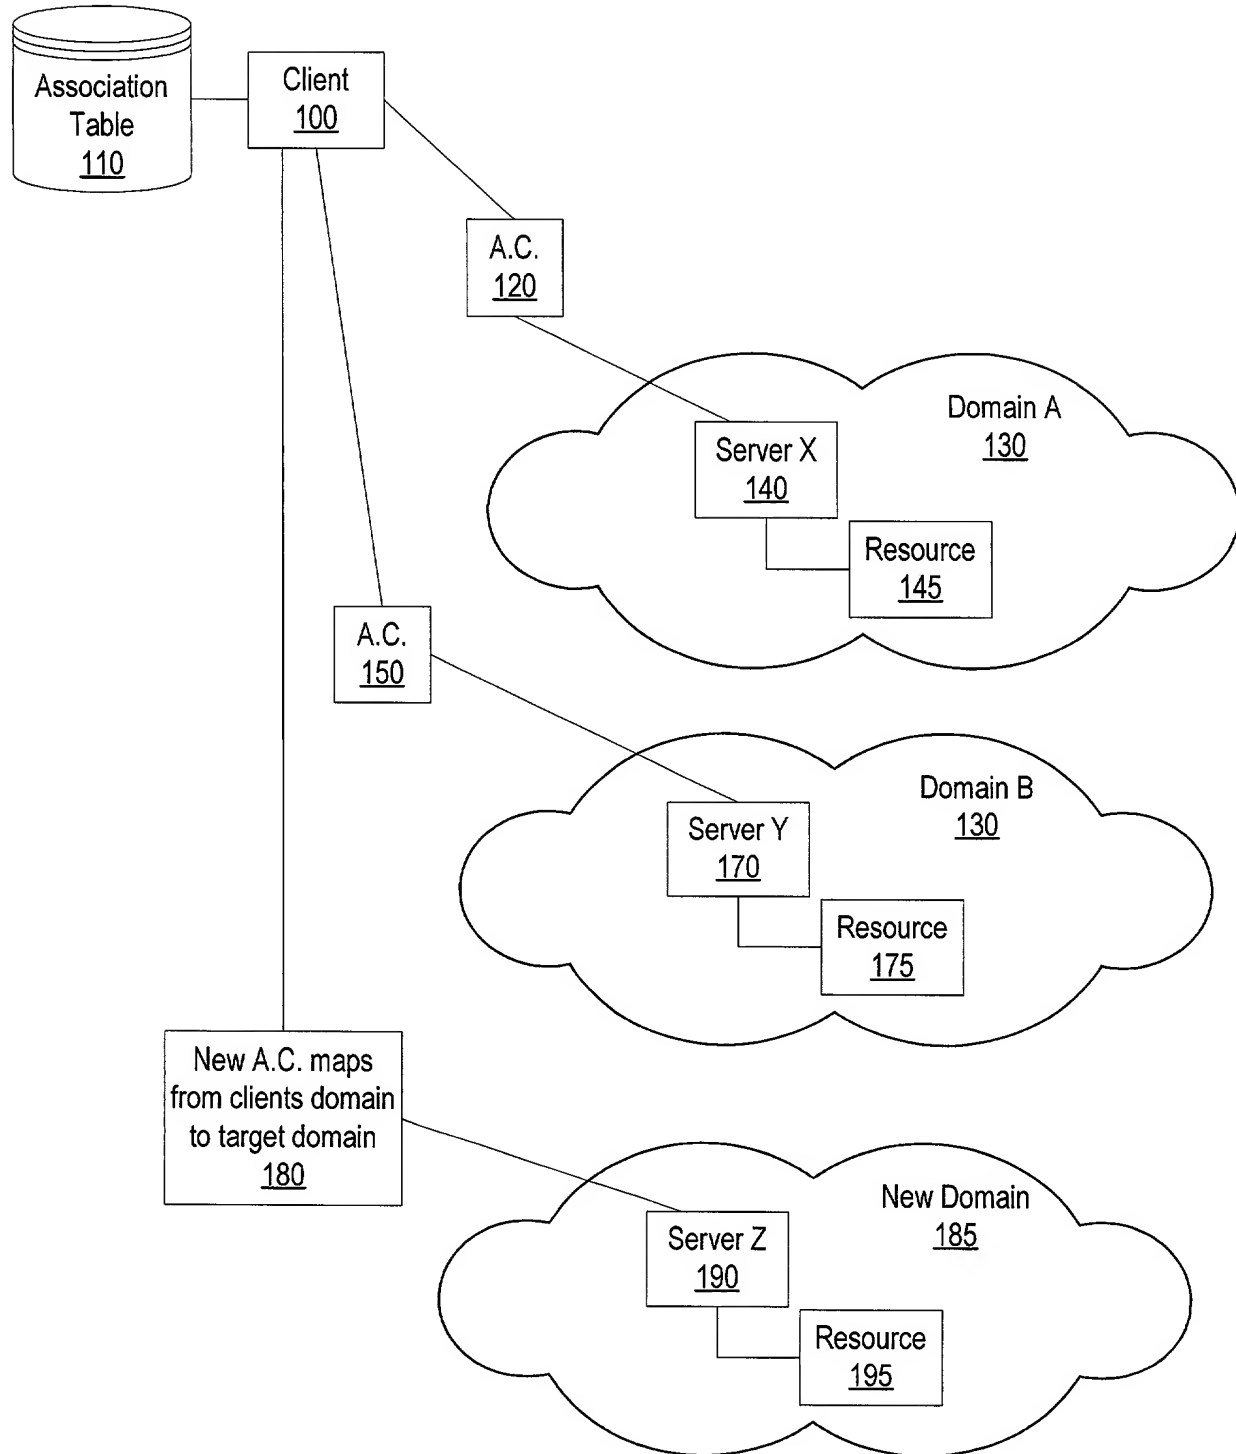 Association
Table
110
Client
100
A.C.
120
Domain A
130
Server X
140
Resource
145
A.C.
150
Domain B
130
Server Y
170
Resource
175
New A.C. maps
from clients domain
to target domain
180
New Domain
185
Server Z
190
Resource
195